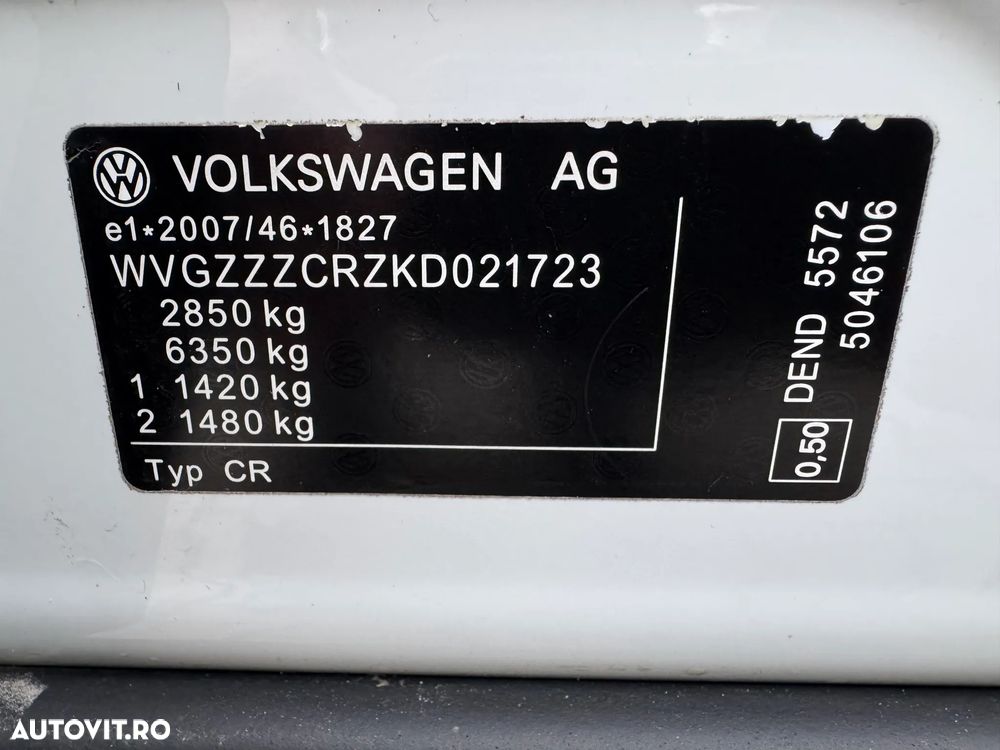 VOLKSWAGEN AG
e1*2007/46*1827
WVGZZZCRZKD021723
2850 kg
6350 kg
1 1420 kg
2 1480 kg
Typ CR
DEND 5572
5046106
0,50
AUTOVIT.RO